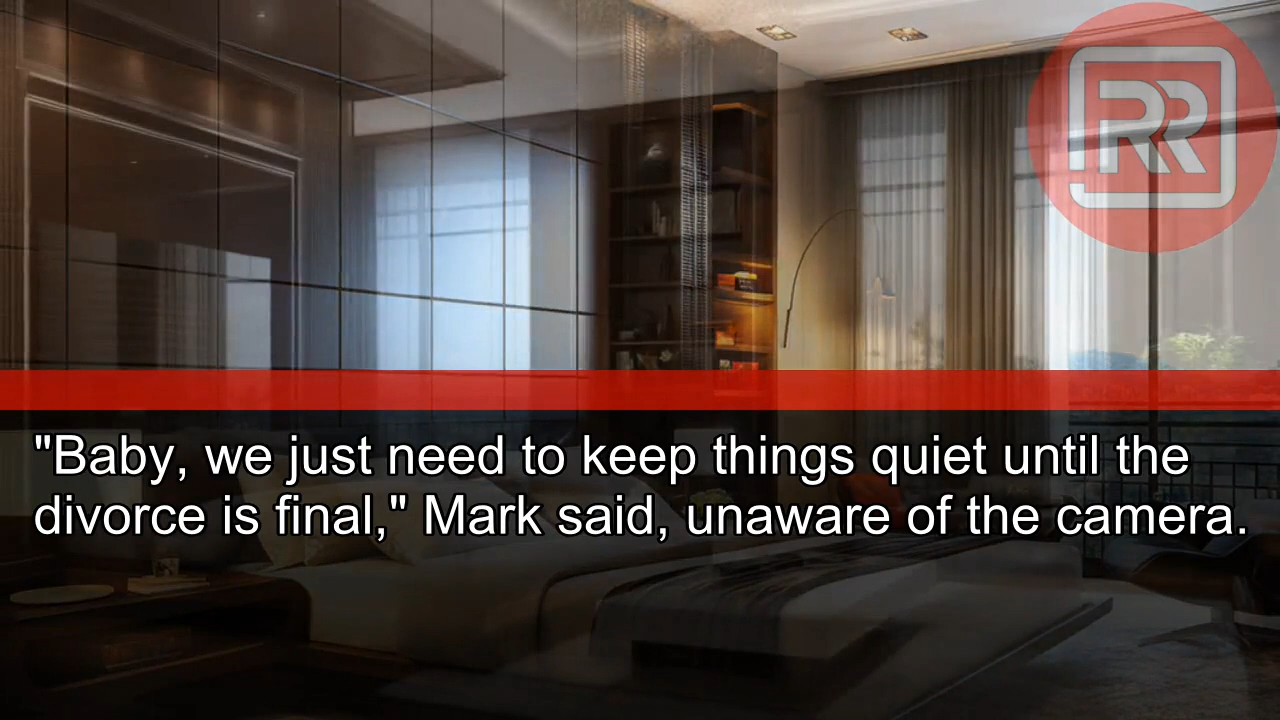 RR
"Baby, we just need to keep things quiet until the
divorce is final," Mark said, unaware of the camera.